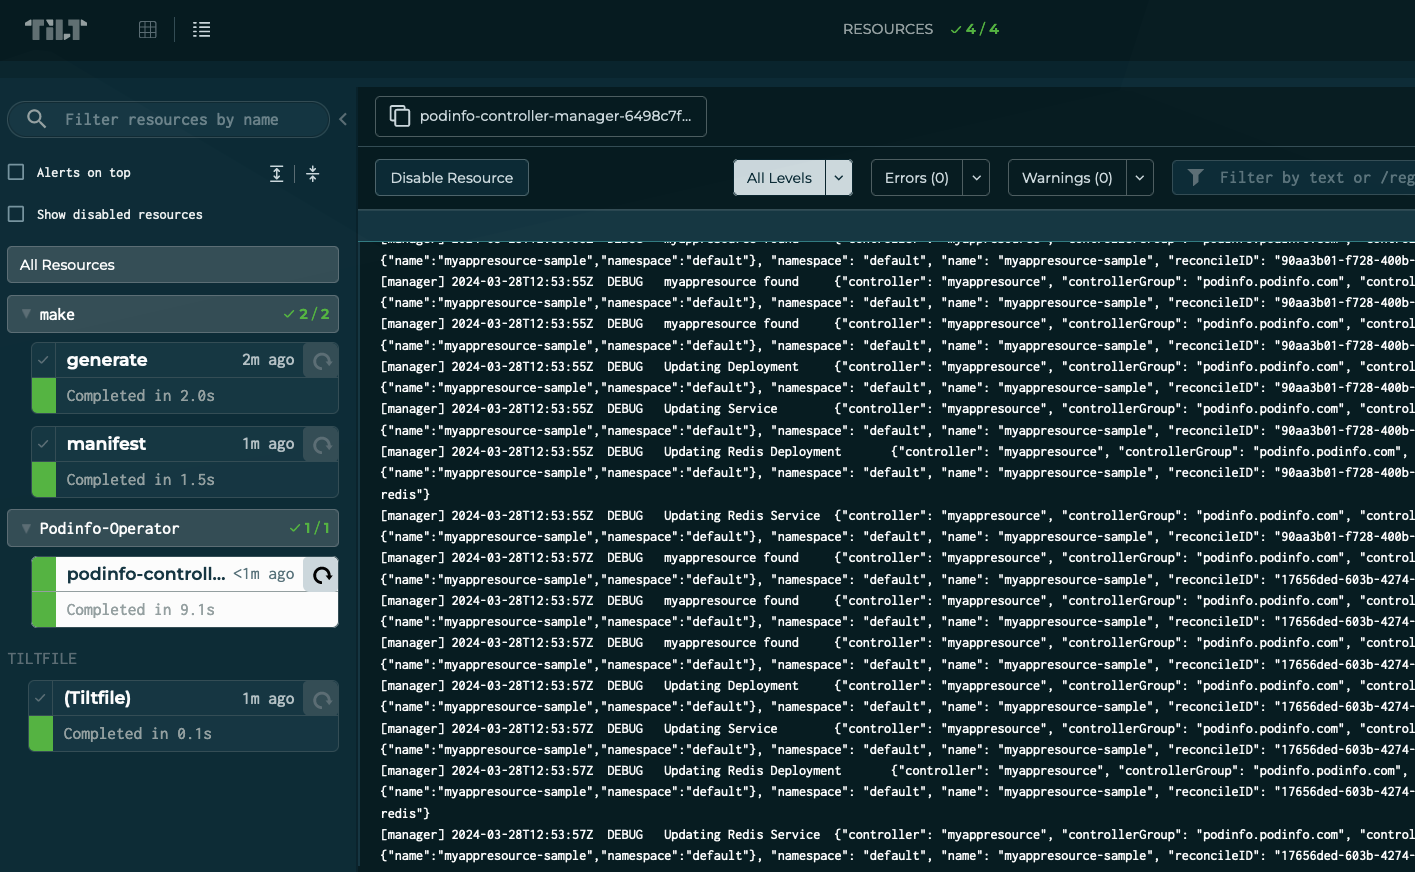 TILT
RESOURCES 4/4
Filter resources by name
Alerts on top
Show disabled resources
All Resources
make 2/2
generate 2m ago
Completed in 2.0s
manifest 1m ago
Completed in 1.5s
Podinfo-Operator 1/1
podinfo-controll... <1m ago
Completed in 9.1s
TILTFILE
(Tiltfile) 1m ago
Completed in 0.1s
podinfo-controller-manager-6498c7f...
Disable Resource All Levels Errors (0) Warnings (0) Filter by text or /reg
[manager] 2024-03-28T12:53:55Z DEBUG myappresource found {"controller": "myappresource", "controllerGroup": "podinfo.podinfo.com", "control
{"name":"myappresource-sample","namespace":"default"}, "namespace": "default", "name": "myappresource-sample", "reconcileID": "90aa3b01-f728-400b-
[manager] 2024-03-28T12:53:55Z DEBUG myappresource found {"controller": "myappresource", "controllerGroup": "podinfo.podinfo.com", "control
{"name":"myappresource-sample","namespace":"default"}, "namespace": "default", "name": "myappresource-sample", "reconcileID": "90aa3b01-f728-400b-
[manager] 2024-03-28T12:53:55Z DEBUG myappresource found {"controller": "myappresource", "controllerGroup": "podinfo.podinfo.com", "control
{"name":"myappresource-sample","namespace":"default"}, "namespace": "default", "name": "myappresource-sample", "reconcileID": "90aa3b01-f728-400b-
[manager] 2024-03-28T12:53:55Z DEBUG Updating Deployment {"controller": "myappresource", "controllerGroup": "podinfo.podinfo.com", "control
{"name":"myappresource-sample","namespace":"default"}, "namespace": "default", "name": "myappresource-sample", "reconcileID": "90aa3b01-f728-400b-
[manager] 2024-03-28T12:53:55Z DEBUG Updating Service {"controller": "myappresource", "controllerGroup": "podinfo.podinfo.com", "control
{"name":"myappresource-sample","namespace":"default"}, "namespace": "default", "name": "myappresource-sample", "reconcileID": "90aa3b01-f728-400b-
[manager] 2024-03-28T12:53:55Z DEBUG Updating Redis Deployment {"controller": "myappresource", "controllerGroup": "podinfo.podinfo.com",
{"name":"myappresource-sample","namespace":"default"}, "namespace": "default", "name": "myappresource-sample", "reconcileID": "90aa3b01-f728-400b-
redis"}
[manager] 2024-03-28T12:53:55Z DEBUG Updating Redis Service {"controller": "myappresource", "controllerGroup": "podinfo.podinfo.com", "control
{"name":"myappresource-sample","namespace":"default"}, "namespace": "default", "name": "myappresource-sample", "reconcileID": "90aa3b01-f728-400b-
[manager] 2024-03-28T12:53:57Z DEBUG myappresource found {"controller": "myappresource", "controllerGroup": "podinfo.podinfo.com", "control
{"name":"myappresource-sample","namespace":"default"}, "namespace": "default", "name": "myappresource-sample", "reconcileID": "17656ded-603b-4274-
[manager] 2024-03-28T12:53:57Z DEBUG myappresource found {"controller": "myappresource", "controllerGroup": "podinfo.podinfo.com", "control
{"name":"myappresource-sample","namespace":"default"}, "namespace": "default", "name": "myappresource-sample", "reconcileID": "17656ded-603b-4274-
[manager] 2024-03-28T12:53:57Z DEBUG myappresource found {"controller": "myappresource", "controllerGroup": "podinfo.podinfo.com", "control
{"name":"myappresource-sample","namespace":"default"}, "namespace": "default", "name": "myappresource-sample", "reconcileID": "17656ded-603b-4274-
[manager] 2024-03-28T12:53:57Z DEBUG Updating Deployment {"controller": "myappresource", "controllerGroup": "podinfo.podinfo.com", "control
{"name":"myappresource-sample","namespace":"default"}, "namespace": "default", "name": "myappresource-sample", "reconcileID": "17656ded-603b-4274-
[manager] 2024-03-28T12:53:57Z DEBUG Updating Service {"controller": "myappresource", "controllerGroup": "podinfo.podinfo.com", "control
{"name":"myappresource-sample","namespace":"default"}, "namespace": "default", "name": "myappresource-sample", "reconcileID": "17656ded-603b-4274-
[manager] 2024-03-28T12:53:57Z DEBUG Updating Redis Deployment {"controller": "myappresource", "controllerGroup": "podinfo.podinfo.com",
{"name":"myappresource-sample","namespace":"default"}, "namespace": "default", "name": "myappresource-sample", "reconcileID": "17656ded-603b-4274-
redis"}
[manager] 2024-03-28T12:53:57Z DEBUG Updating Redis Service {"controller": "myappresource", "controllerGroup": "podinfo.podinfo.com", "control
{"name":"myappresource-sample","namespace":"default"}, "namespace": "default", "name": "myappresource-sample", "reconcileID": "17656ded-603b-4274-